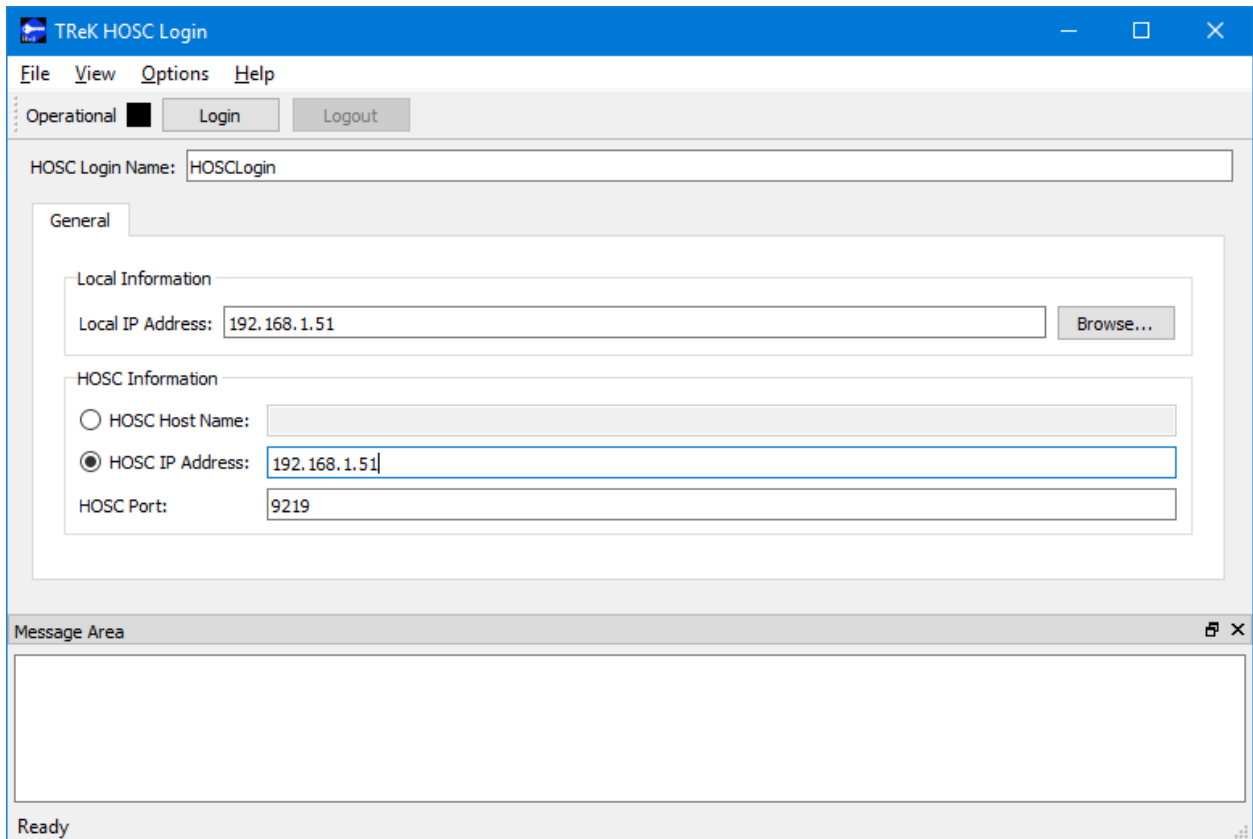 TReK HOSC Login
File View Options Help
Operational Login Logout
HOSC Login Name: HOSCLogin
General
Local Information
Local IP Address: 192.168.1.51 Browse...
HOSC Information
HOSC Host Name:
HOSC IP Address: 192.168.1.51
HOSC Port: 9219
Message Area
Ready